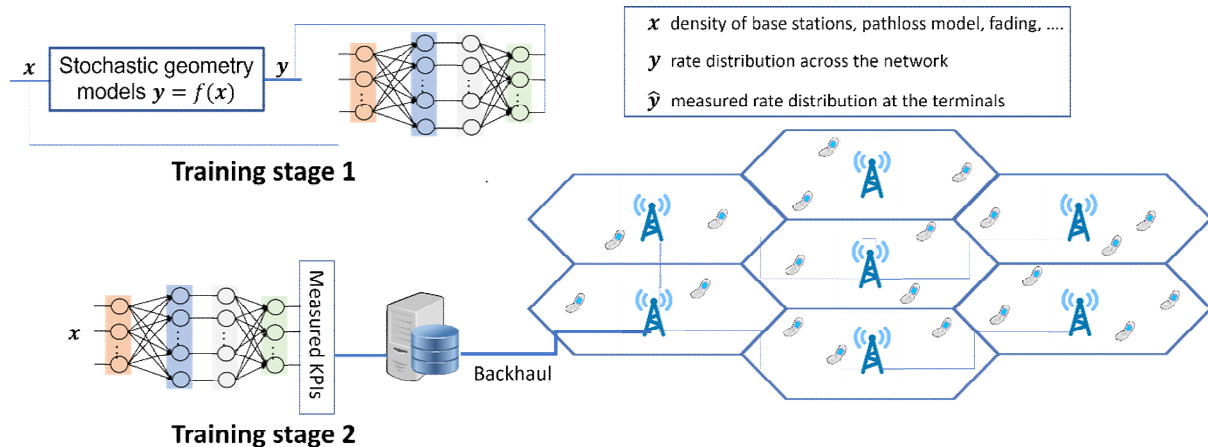 x
Stochastic geometry
models y = f(x)
y
Training stage 1
x density of base stations, pathloss model, fading, ....
y rate distribution across the network
ŷ measured rate distribution at the terminals
x
Measured KPIs
Backhaul
Training stage 2